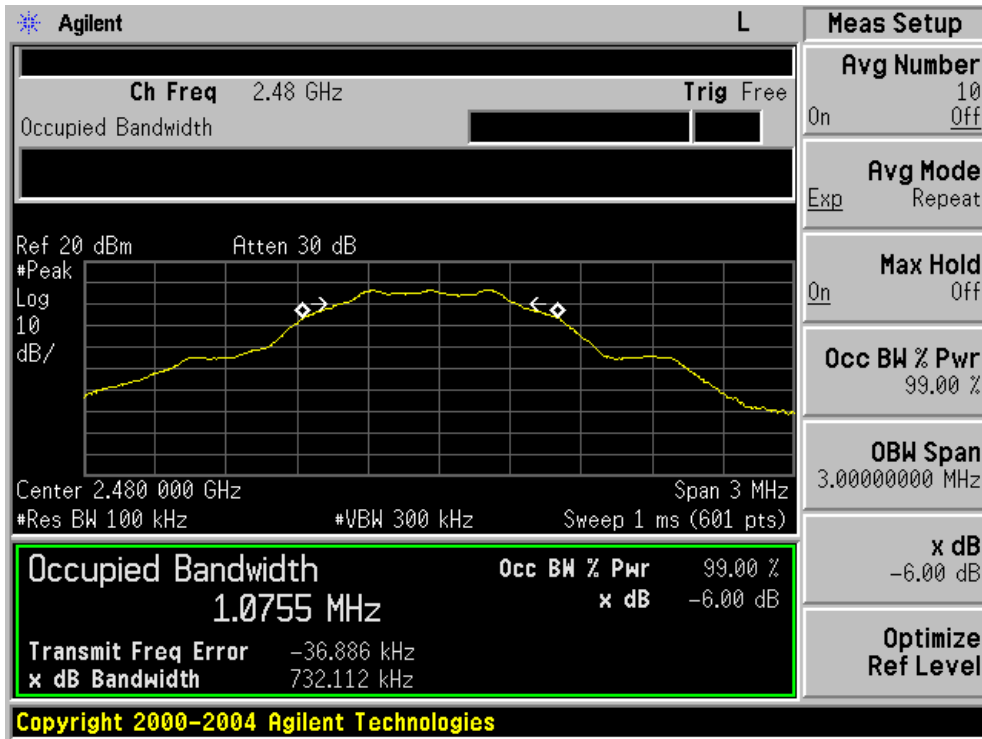 Agilent L
Meas Setup
Ch Freq 2.48 GHz Trig Free
Occupied Bandwidth
Ref 20 dBm Atten 30 dB
#Peak
Log
10
dB/
Center 2.480 000 GHz Span 3 MHz
#Res BW 100 kHz #VBW 300 kHz Sweep 1 ms (601 pts)
Occupied Bandwidth
1.0755 MHz
Occ BW % Pwr 99.00 %
x dB -6.00 dB
Transmit Freq Error -36.886 kHz
x dB Bandwidth 732.112 kHz
Avg Number
10
On Off
Avg Mode
Exp Repeat
Max Hold
On Off
Occ BW % Pwr
99.00 %
OBW Span
3.00000000 MHz
x dB
-6.00 dB
Optimize
Ref Level
Copyright 2000-2004 Agilent Technologies